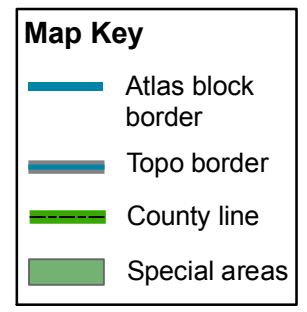 Map Key
Atlas block
border
Topo border
County line
Special areas